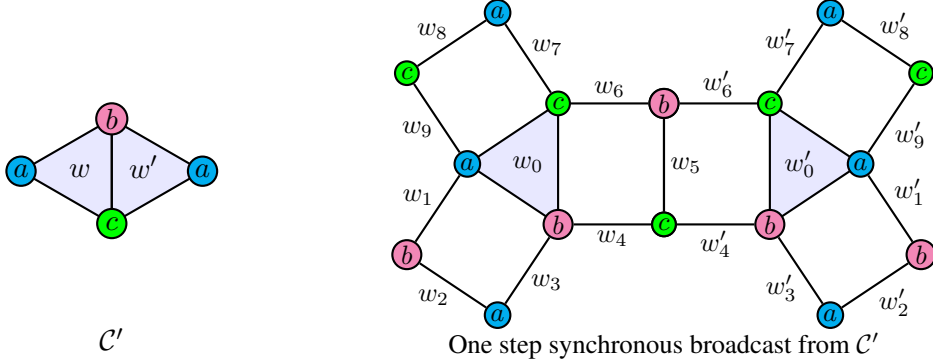 a
b
w w'
a
c
C'
w₈ a w₇
c
w₉
c w₆ b w'₆ c
w₀ w₅ w'₀
a
w₁
b w₄ c w'₄ b
b
w₂ w₃
a
a w'₇ w'₈
c
w'₉
a
w'₁
b
w'₃ w'₂
a
One step synchronous broadcast from C'